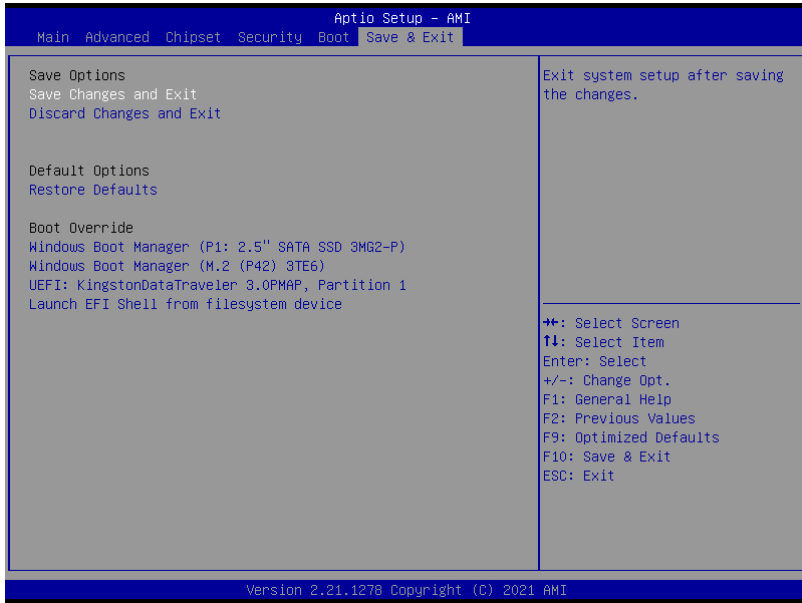 Aptio Setup - AMI
Main Advanced Chipset Security Boot Save & Exit
Save Options
Save Changes and Exit
Discard Changes and Exit
Default Options
Restore Defaults
Boot Override
Windows Boot Manager (P1: 2.5" SATA SSD 3MG2-P)
Windows Boot Manager (M.2 (P42) 3TE6)
UEFI: KingstonDataTraveler 3.0PMAP, Partition 1
Launch EFI Shell from filesystem device
Exit system setup after saving
the changes.
→←: Select Screen
↑↓: Select Item
Enter: Select
+/-: Change Opt.
F1: General Help
F2: Previous Values
F9: Optimized Defaults
F10: Save & Exit
ESC: Exit
Version 2.21.1278 Copyright (C) 2021 AMI